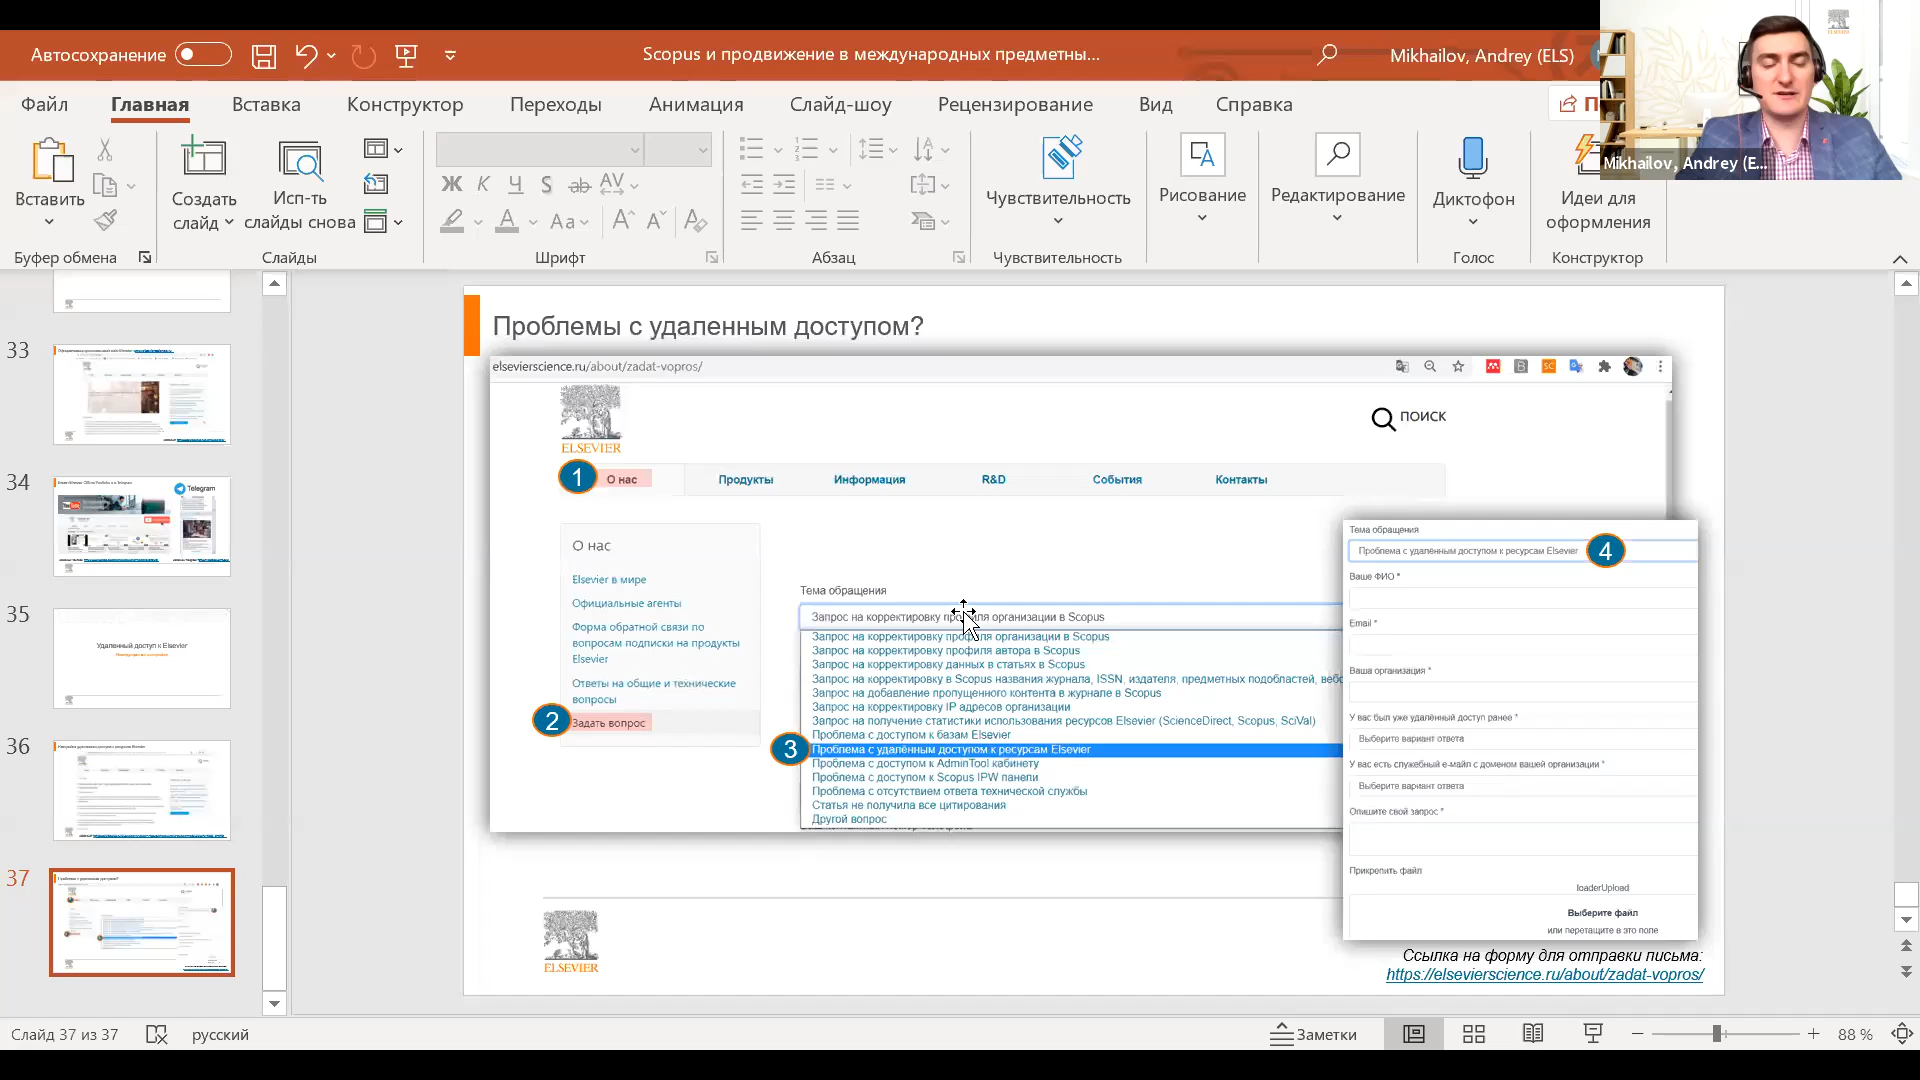 Автосохранение
Scopus и продвижение в международных предметны...
Mikhailov, Andrey (ELS)
Файл
Главная
Вставка
Конструктор
Переходы
Анимация
Слайд-шоу
Рецензирование
Вид
Справка
Mikhailov, Andrey (E...
Вставить
Создать слайд
Исп-ть слайды снова
Ж К Ч S ab AV
Aa
Чувствительность
Рисование
Редактирование
Диктофон
Идеи для оформления
Буфер обмена
Слайды
Шрифт
Абзац
Чувствительность
Голос
Конструктор
33
34
Telegram
35
Удаленный доступ к Elsevier
36
37
Проблемы с удаленным доступом?
elsevierscience.ru/about/zadat-vopros/
ELSEVIER
ПОИСК
1
О нас
Продукты
Информация
R&D
События
Контакты
О нас
Elsevier в мире
Официальные агенты
Форма обратной связи по
вопросам подписки на продукты
Elsevier
Ответы на общие и технические
вопросы
2
Задать вопрос
Тема обращения
Запрос на корректировку профиля организации в Scopus
Запрос на корректировку профиля организации в Scopus
Запрос на корректировку профиля автора в Scopus
Запрос на корректировку данных в статьях в Scopus
Запрос на корректировку в Scopus названия журнала, ISSN, издателя, предметных подобластей, веб
Запрос на добавление пропущенного контента в журнале в Scopus
Запрос на корректировку IP адресов организации
Запрос на получение статистики использования ресурсов Elsevier (ScienceDirect, Scopus, SciVal)
Проблема с доступом к базам Elsevier
3
Проблема с удалённым доступом к ресурсам Elsevier
Проблема с доступом к AdminTool кабинету
Проблема с доступом к Scopus IPW панели
Проблема с отсутствием ответа технической службы
Статья не получила все цитирования
Другой вопрос
Тема обращения
Проблема с удалённым доступом к ресурсам Elsevier
4
Ваше ФИО *
Email *
Ваша организация *
У вас был уже удалённый доступ ранее *
Выберите вариант ответа
У вас есть служебный е-майл с доменом вашей организации *
Выберите вариант ответа
Опишите свой запрос *
Прикрепить файл
loaderUpload
Выберите файл
или перетащите в это поле
ELSEVIER
Ссылка на форму для отправки письма:
https://elsevierscience.ru/about/zadat-vopros/
Слайд 37 из 37
русский
Заметки
88 %